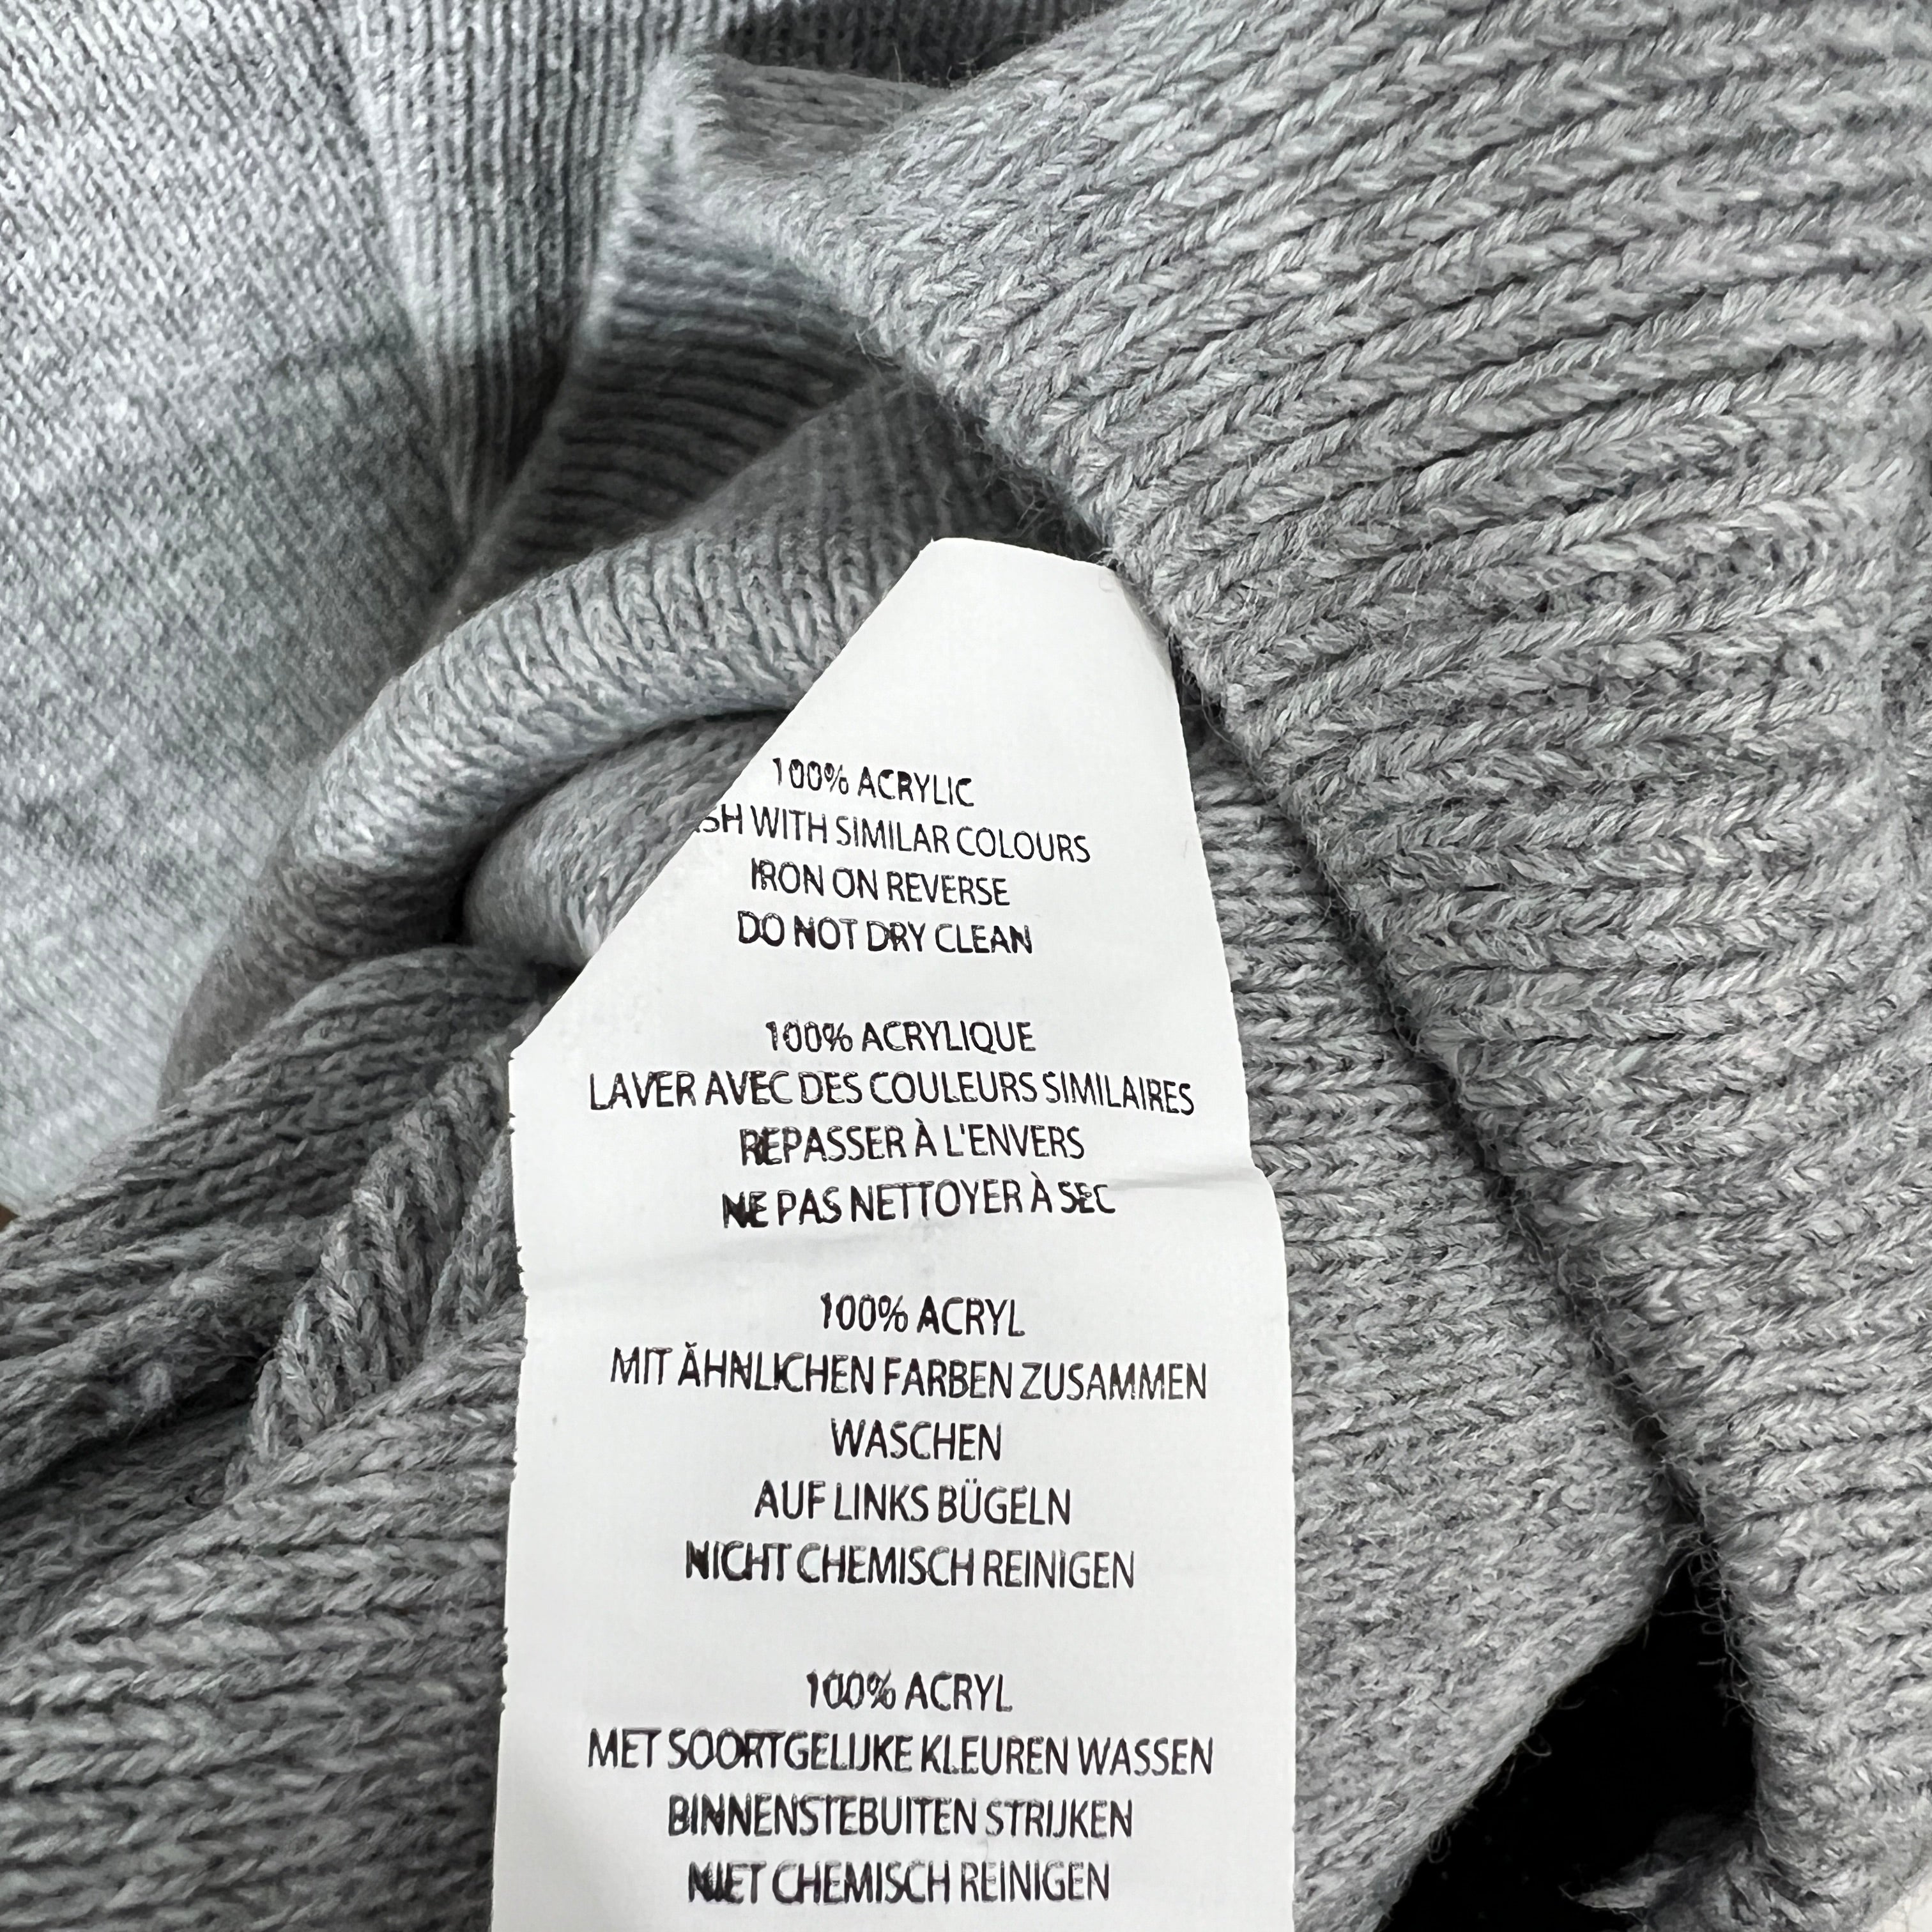 100% ACRYLIC
SH WITH SIMILAR COLOURS
IRON ON REVERSE
DO NOT DRY CLEAN
100% ACRYLIQUE
LAVER AVEC DES COULEURS SIMILAIRES
REPASSER À L'ENVERS
NE PAS NETTOYER À SEC
100% ACRYL
MIT ÄHNLICHEN FARBEN ZUSAMMEN
WASCHEN
AUF LINKS BÜGELN
NICHT CHEMISCH REINIGEN
100% ACRYL
MET SOORTGELIJKE KLEUREN WASSEN
BINNENSTEBUITEN STRIJKEN
NIET CHEMISCH REINIGEN